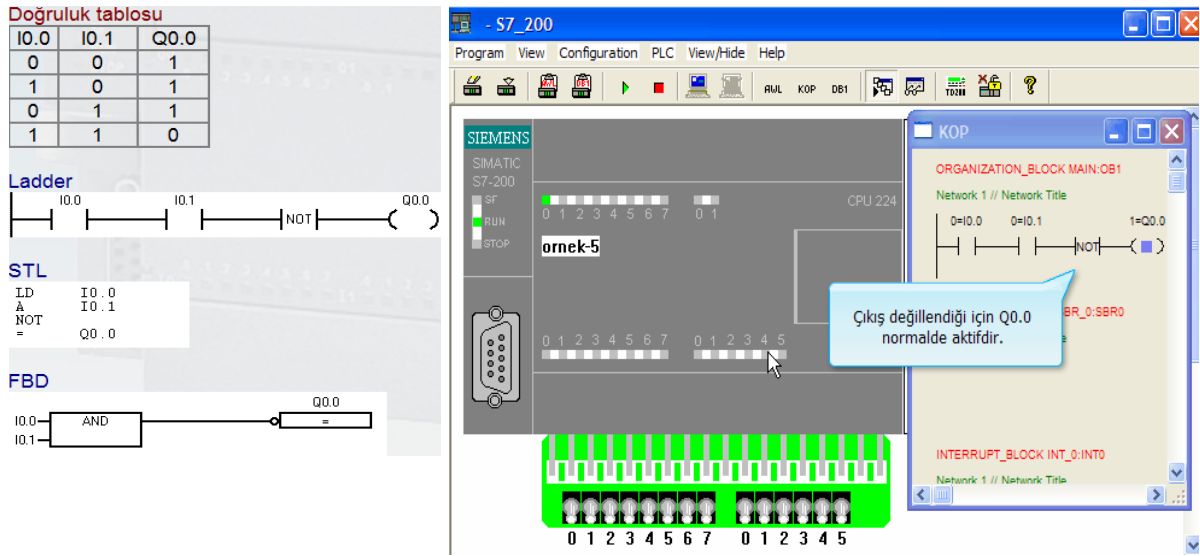 Doğruluk tablosu
I0.0 I0.1 Q0.0
0 0 1
1 0 1
0 1 1
1 1 0
Ladder
I0.0 I0.1 Q0.0
NOT
STL
LD I0.0
A I0.1
NOT
= Q0.0
FBD
Q0.0
I0.0 AND =
I0.1
- S7_200
Program View Configuration PLC View/Hide Help
AWL KOP DB1 TD200
SIEMENS
SIMATIC
S7-200
SF
RUN
STOP
0 1 2 3 4 5 6 7 0 1
CPU 224
ornek-5
0 1 2 3 4 5 6 7 0 1 2 3 4 5
0 1 2 3 4 5 6 7 0 1 2 3 4 5
KOP
ORGANIZATION_BLOCK MAIN:OB1
Network 1 // Network Title
0=I0.0 0=I0.1 1=Q0.0
NOT
BR_0:SBR0
Çıkış değillendiği için Q0.0
normalde aktifdir.
INTERRUPT_BLOCK INT_0:INT0
Network 1 // Network Title